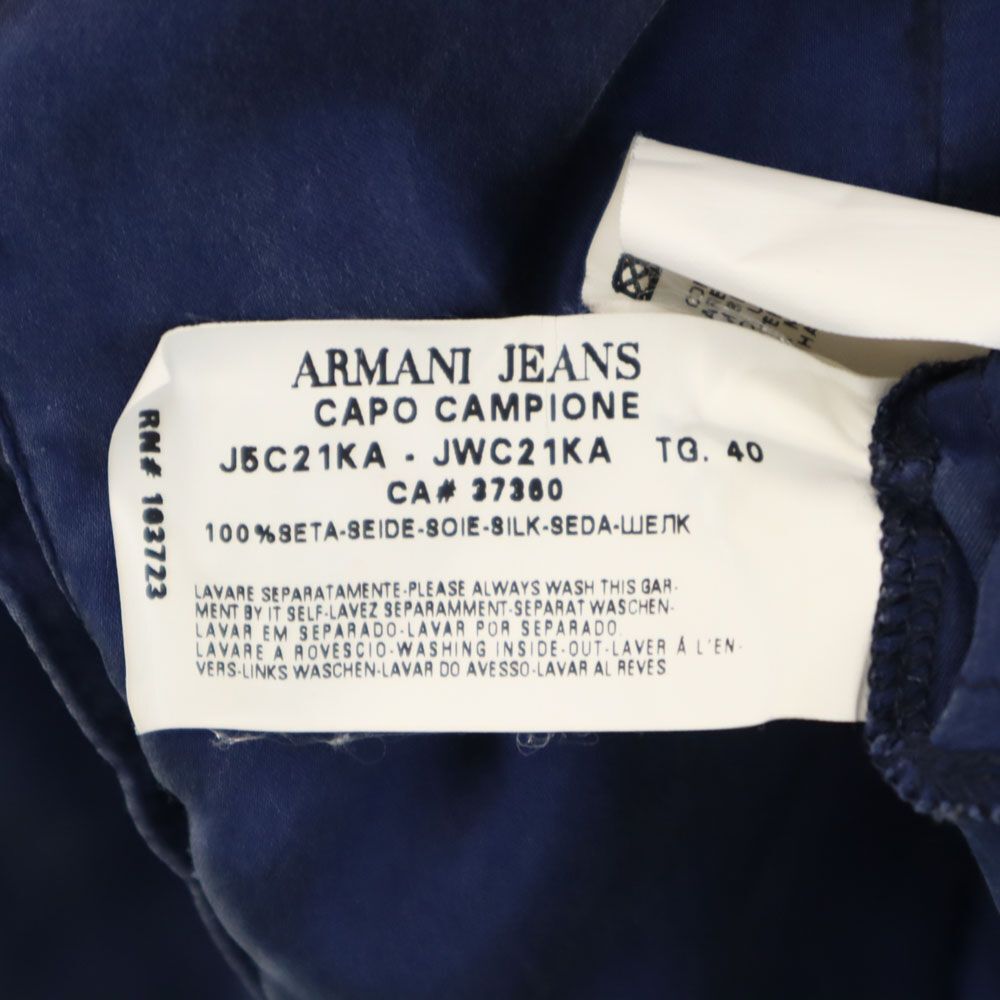 ARMANI JEANS
CAPO CAMPIONE
J5C21KA - JWC21KA TG. 40
CA# 37360
100%SETA-SEIDE-SOIE-SILK-SEDA-ШЕЛК
LAVARE SEPARATAMENTE-PLEASE ALWAYS WASH THIS GAR-
MENT BY IT SELF-LAVEZ SEPARAMMENT-SEPARAT WASCHEN-
LAVAR EM SEPARADO-LAVAR POR SEPARADO.
LAVARE A ROVESCIO-WASHING INSIDE-OUT-LAVER Á L'EN-
VERS-LINKS WASCHEN-LAVAR DO AVESSO-LAVAR AL REVES
RN# 103723